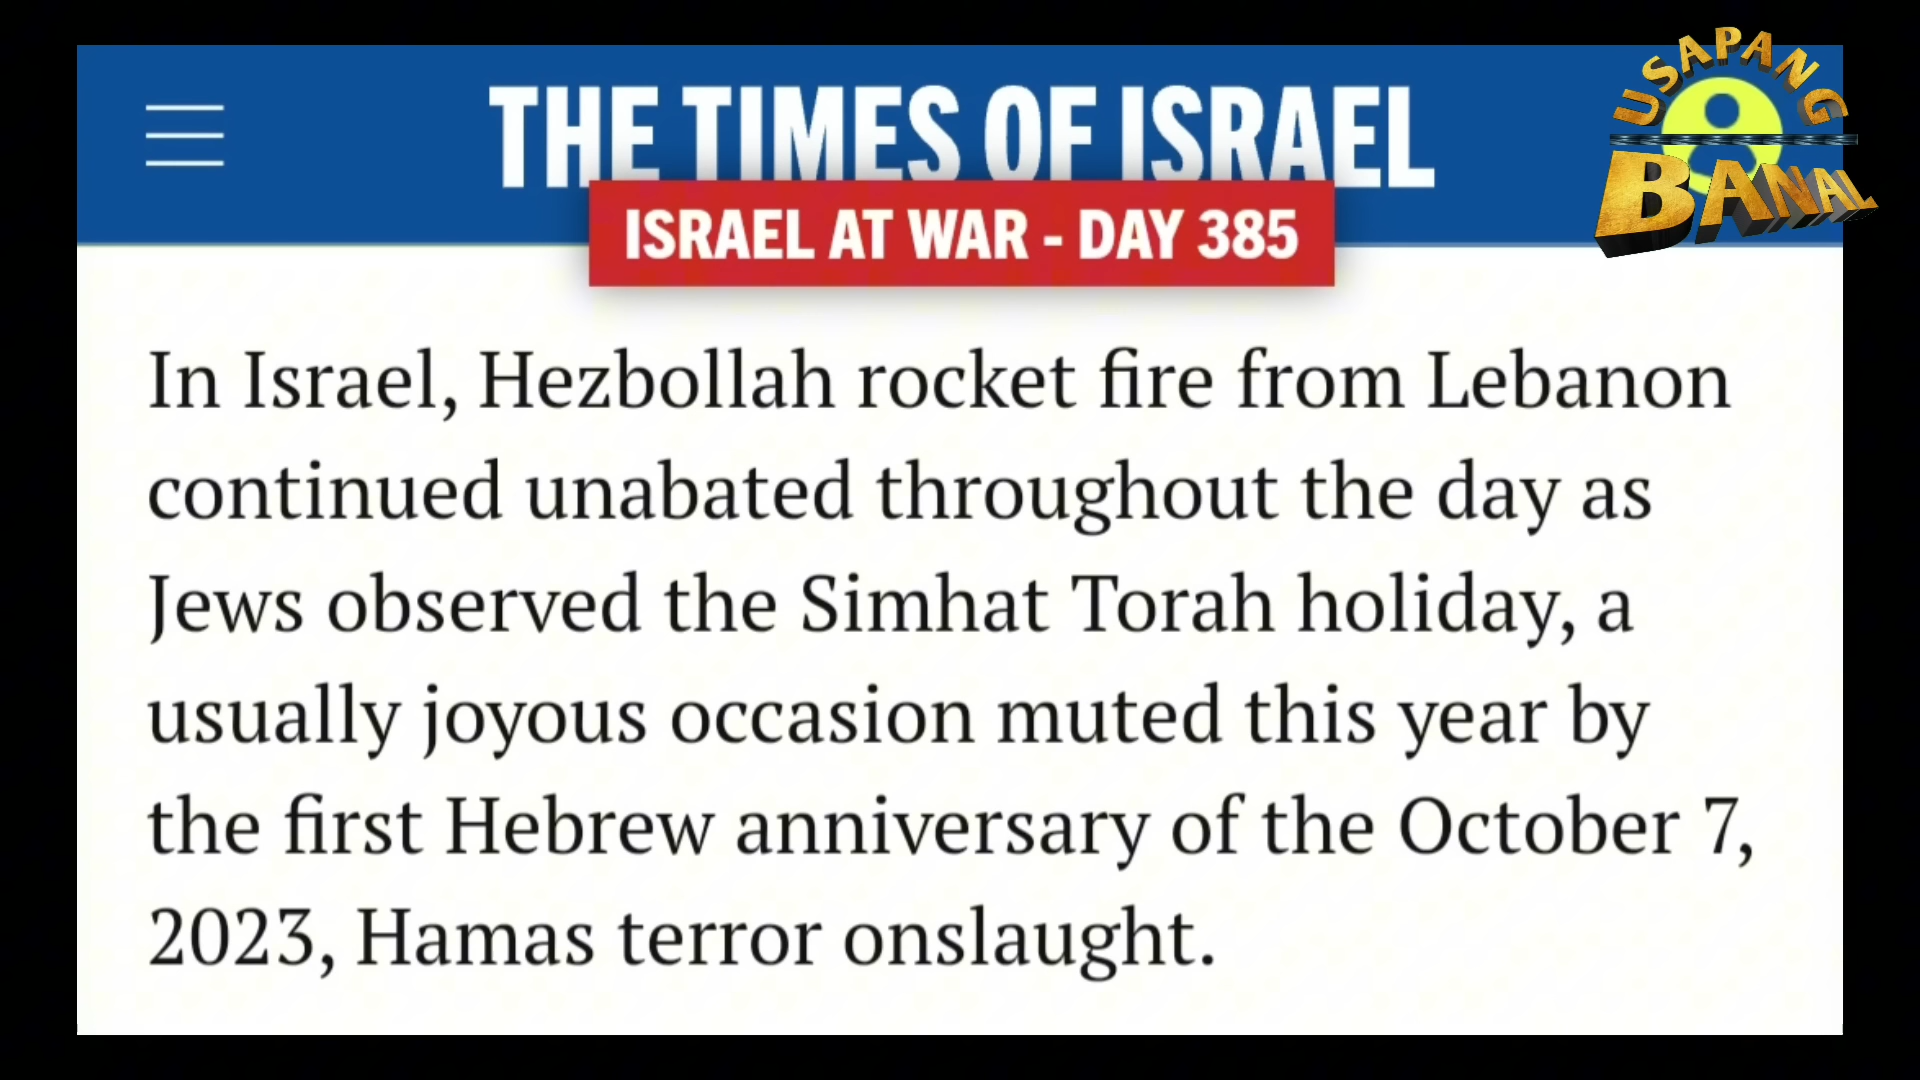 THE TIMES OF ISRAEL
USAPANG
BANAL
ISRAEL AT WAR - DAY 385
In Israel, Hezbollah rocket fire from Lebanon
continued unabated throughout the day as
Jews observed the Simhat Torah holiday, a
usually joyous occasion muted this year by
the first Hebrew anniversary of the October 7,
2023, Hamas terror onslaught.